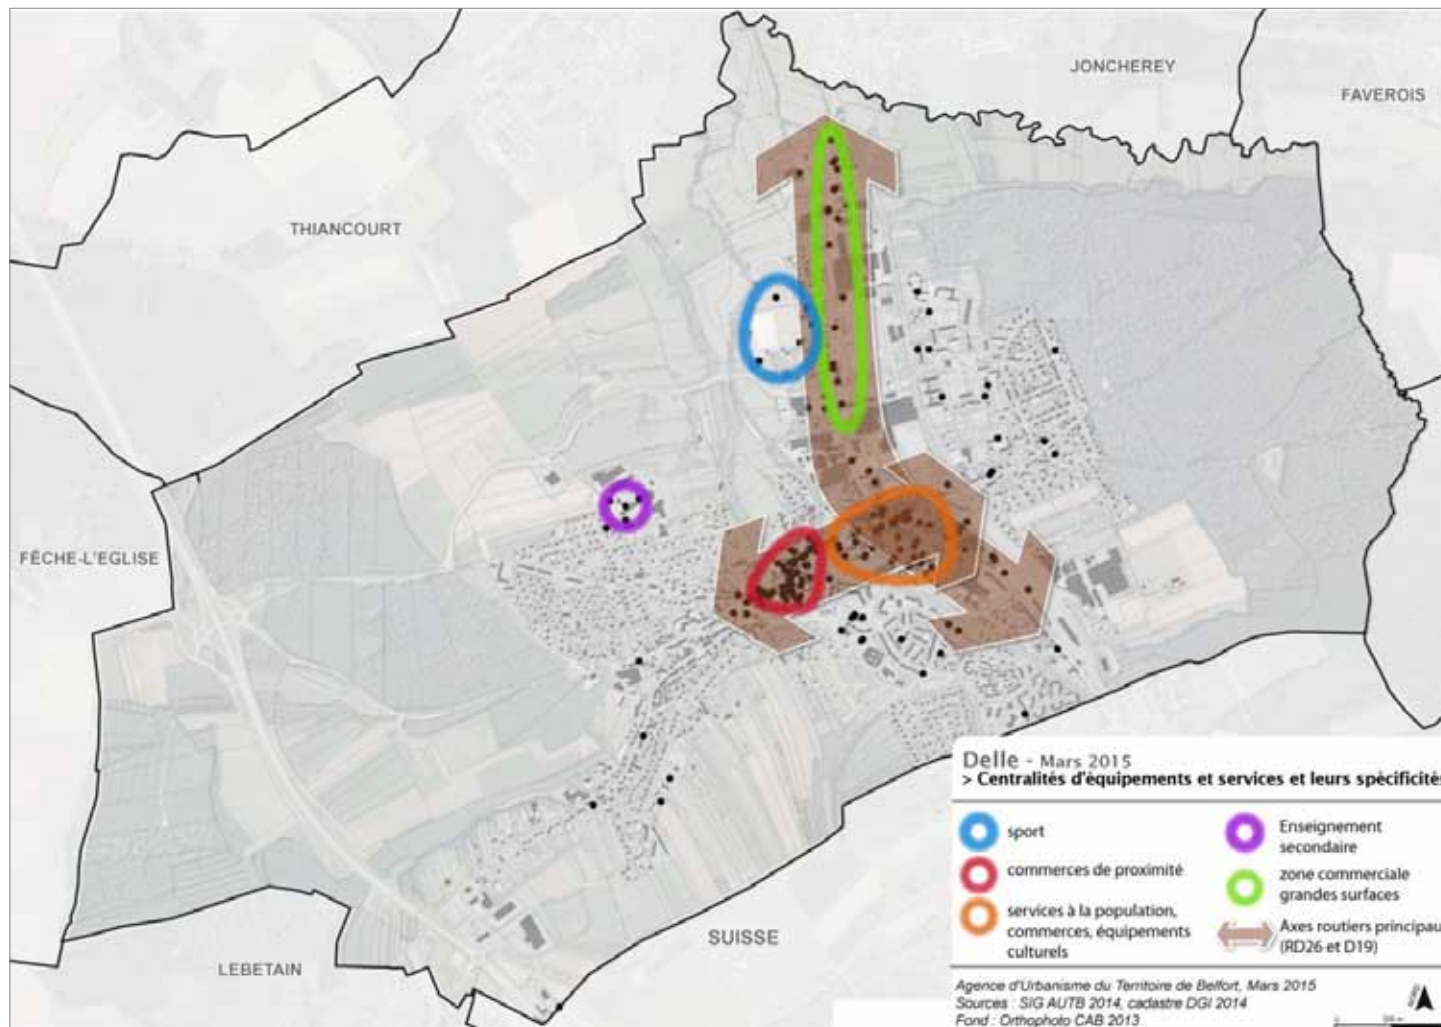 JONCHEREY
FAVEROIS
THIANCOURT
FÊCHE-L'EGLISE
SUISSE
LEBETAIN
Delle - Mars 2015
> Centralités d'équipements et services et leurs spécificités
sport
commerces de proximité
services à la population,
commerces, équipements
culturels
Enseignement
secondaire
zone commerciale
grandes surfaces
Axes routiers principau
(RD26 et D19)
Agence d'Urbanisme du Territoire de Belfort, Mars 2015
Sources : SIG AUTB 2014, cadastre DGI 2014
Fond : Orthophoto CAB 2013